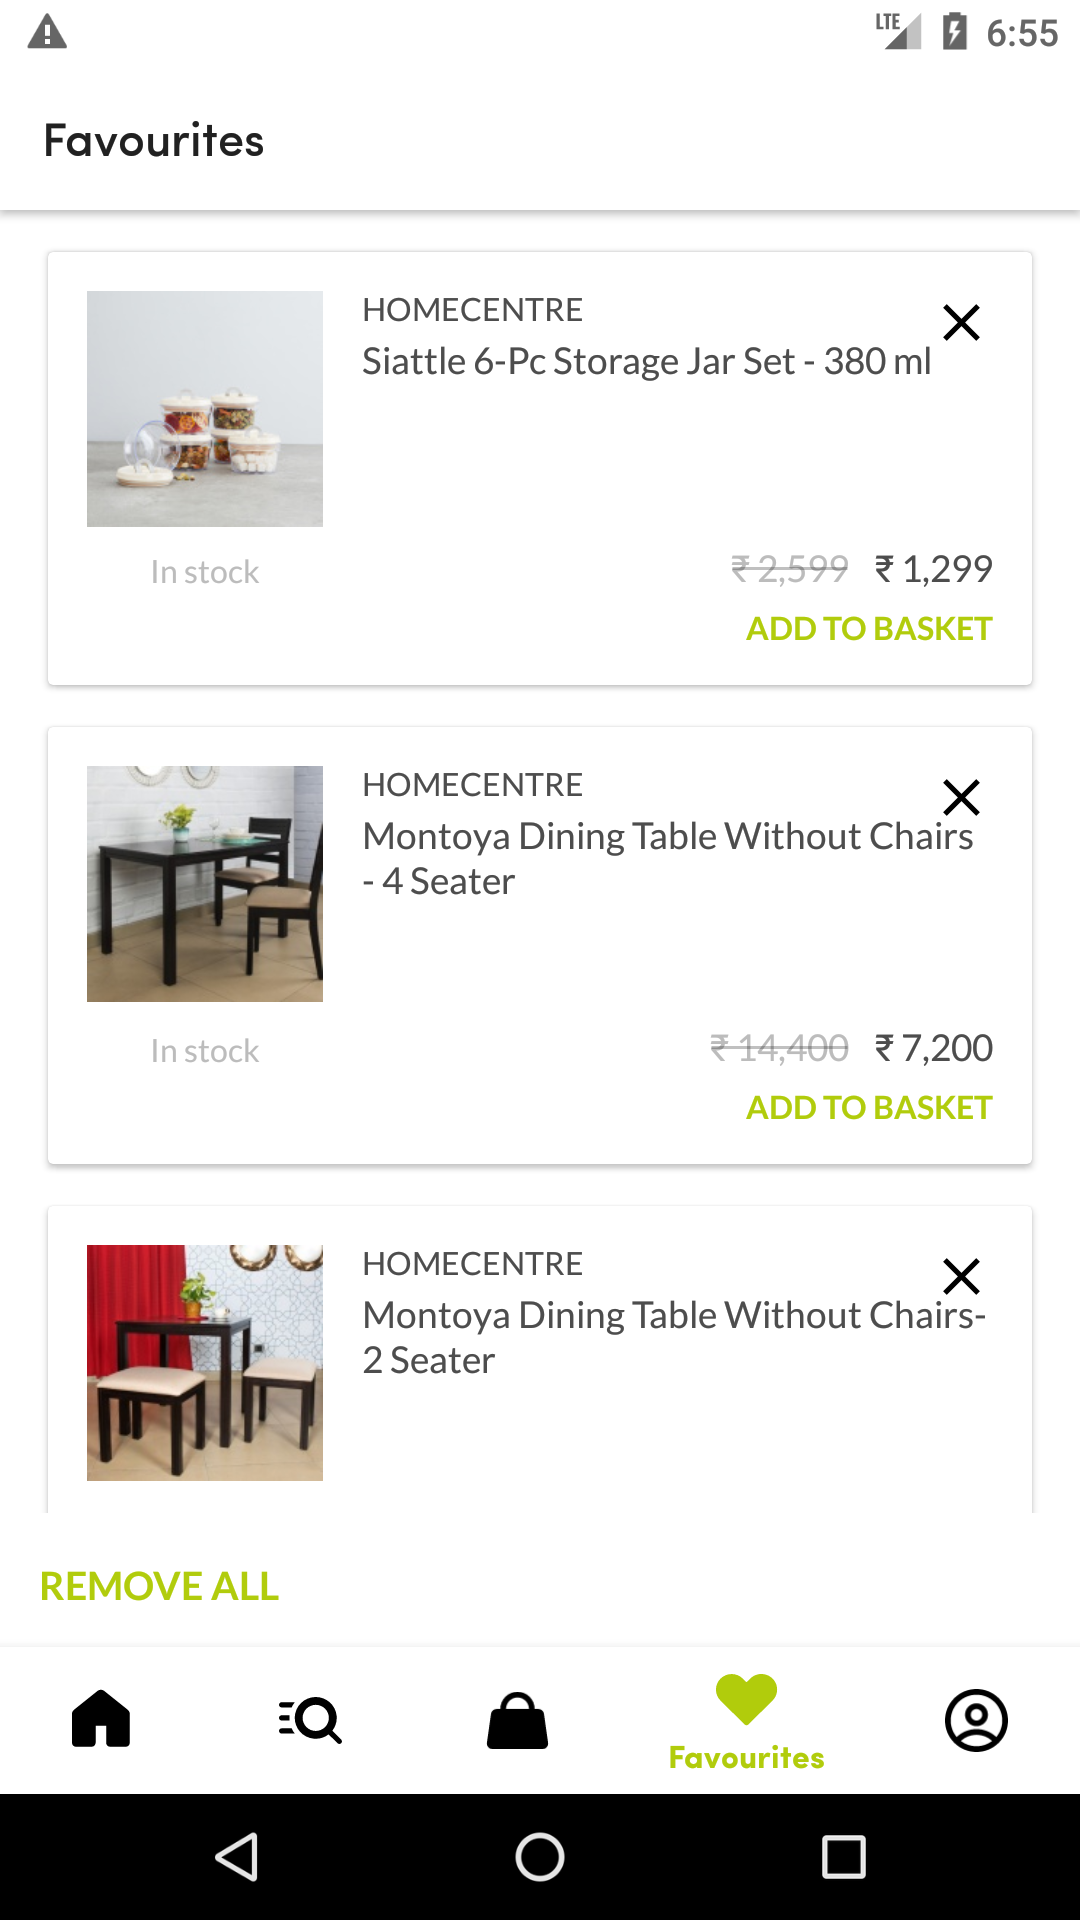 LTE 6:55
Favourites
HOMECENTRE
Siattle 6-Pc Storage Jar Set - 380 ml
In stock
₹ 2,599 ₹ 1,299
ADD TO BASKET
HOMECENTRE
Montoya Dining Table Without Chairs
- 4 Seater
In stock
₹ 14,400 ₹ 7,200
ADD TO BASKET
HOMECENTRE
Montoya Dining Table Without Chairs-
2 Seater
REMOVE ALL
Favourites